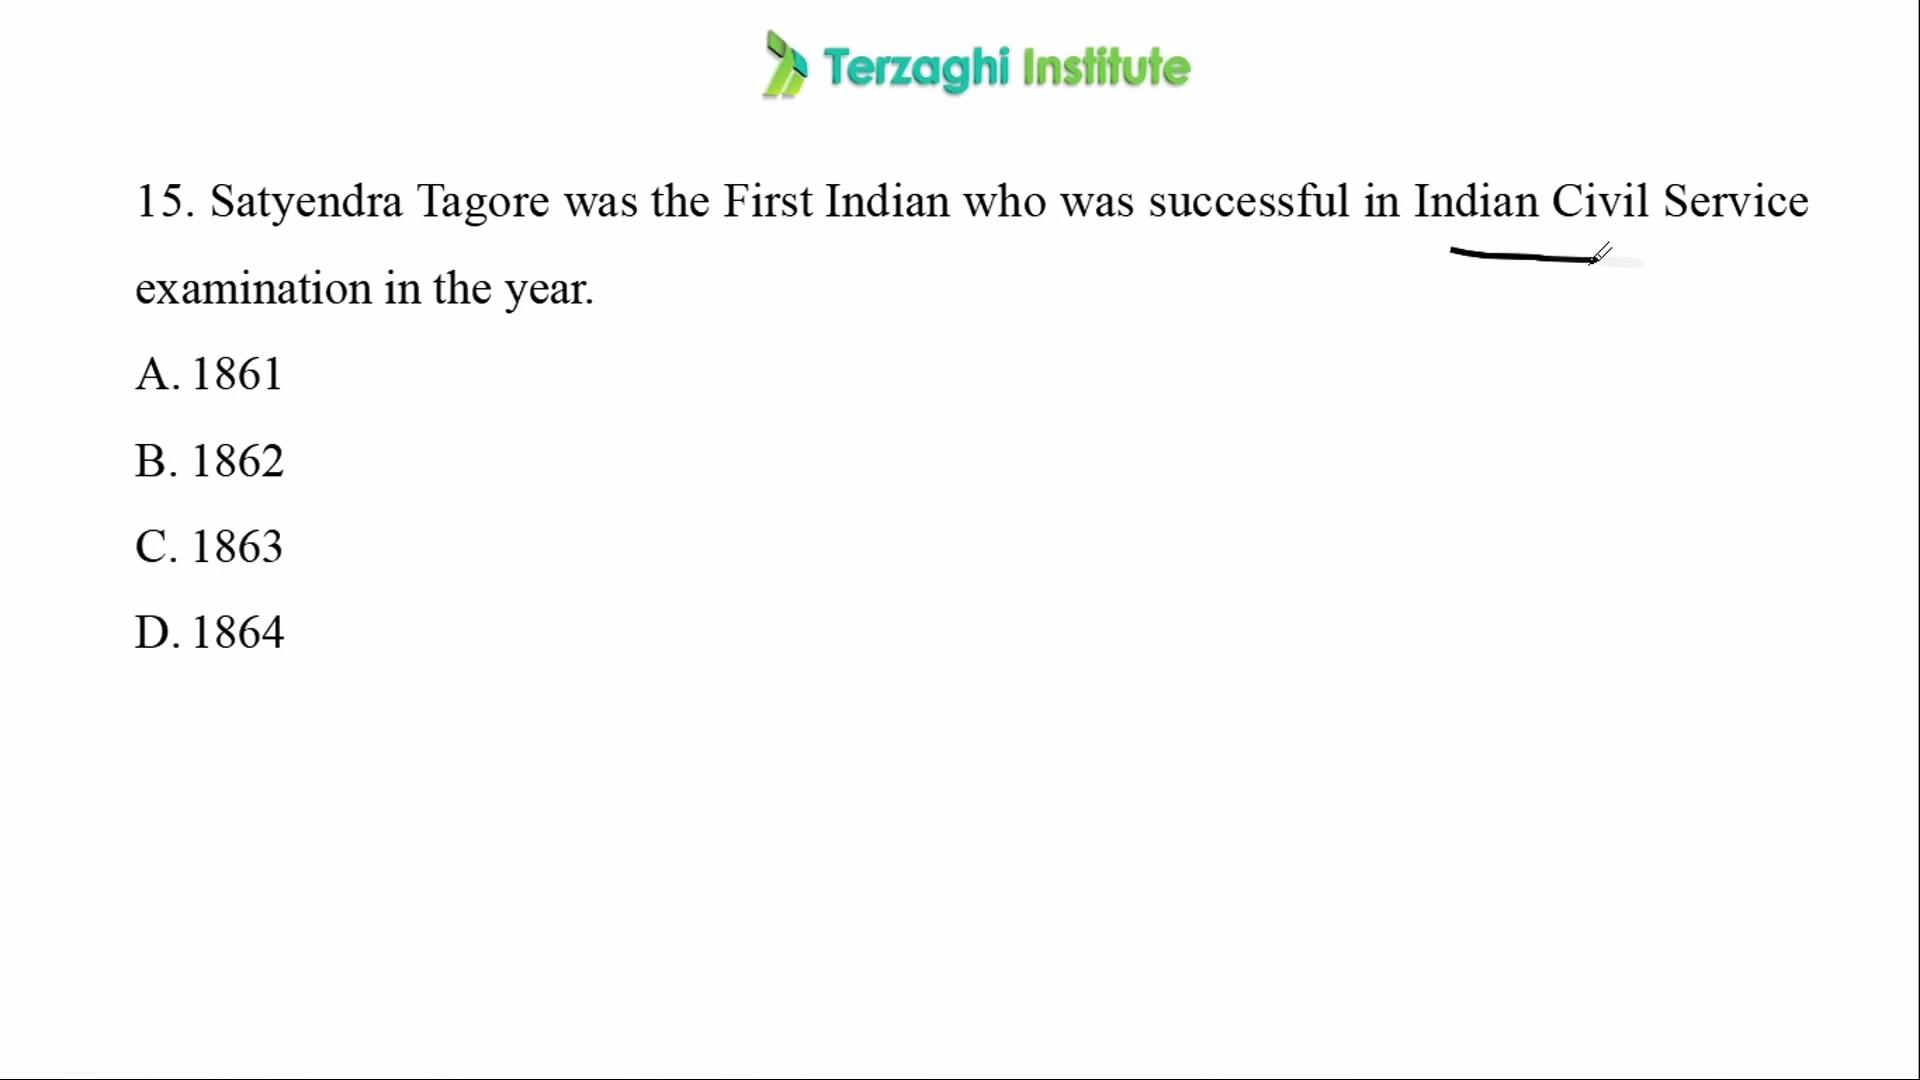 Terzaghi Institute
15. Satyendra Tagore was the First Indian who was successful in Indian Civil Service
examination in the year.
A. 1861
B. 1862
C. 1863
D. 1864